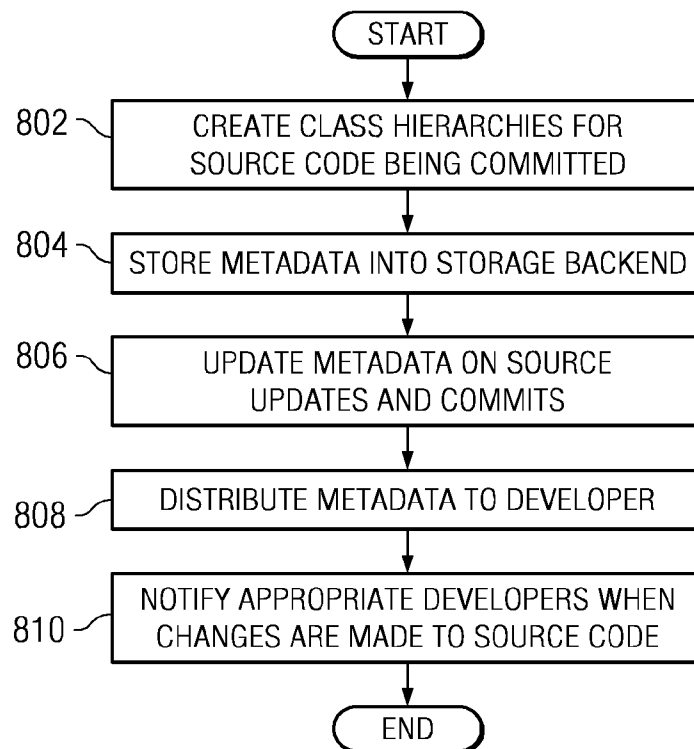 START
802
CREATE CLASS HIERARCHIES FOR
SOURCE CODE BEING COMMITTED
804
STORE METADATA INTO STORAGE BACKEND
806
UPDATE METADATA ON SOURCE
UPDATES AND COMMITS
808
DISTRIBUTE METADATA TO DEVELOPER
810
NOTIFY APPROPRIATE DEVELOPERS WHEN
CHANGES ARE MADE TO SOURCE CODE
END